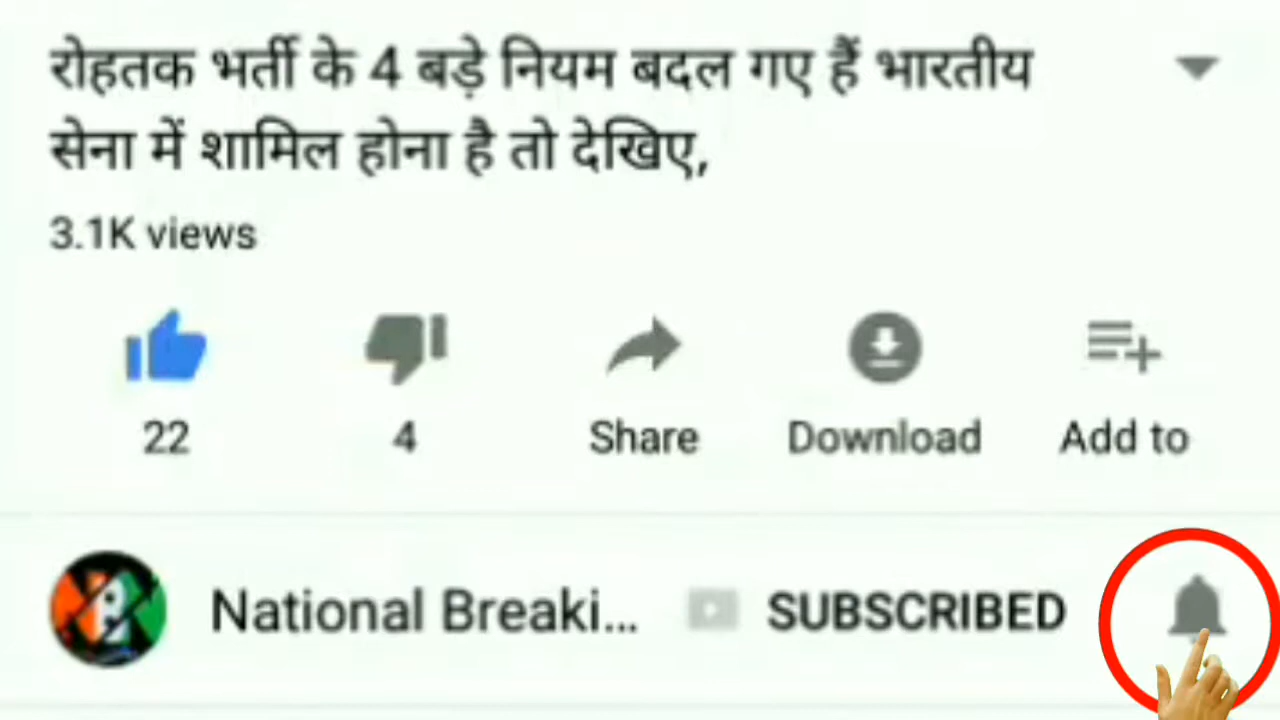 रोहतक भर्ती के 4 बड़े नियम बदल गए हैं भारतीय
सेना में शामिल होना है तो देखिए,
3.1K views
22
4
Share
Download
Add to
National Breaki...
SUBSCRIBED